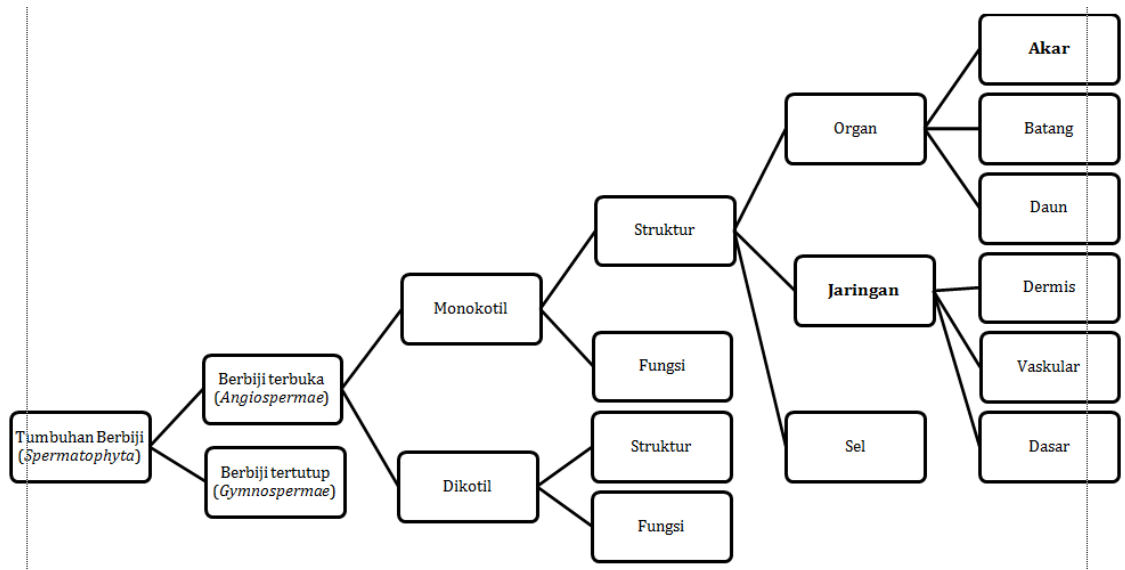 Tumbuhan Berbiji
(Spermatophyta)
Berbiji terbuka
(Angiospermae)
Berbiji tertutup
(Gymnospermae)
Monokotil
Dikotil
Struktur
Fungsi
Struktur
Fungsi
Organ
Jaringan
Sel
Akar
Batang
Daun
Dermis
Vaskular
Dasar